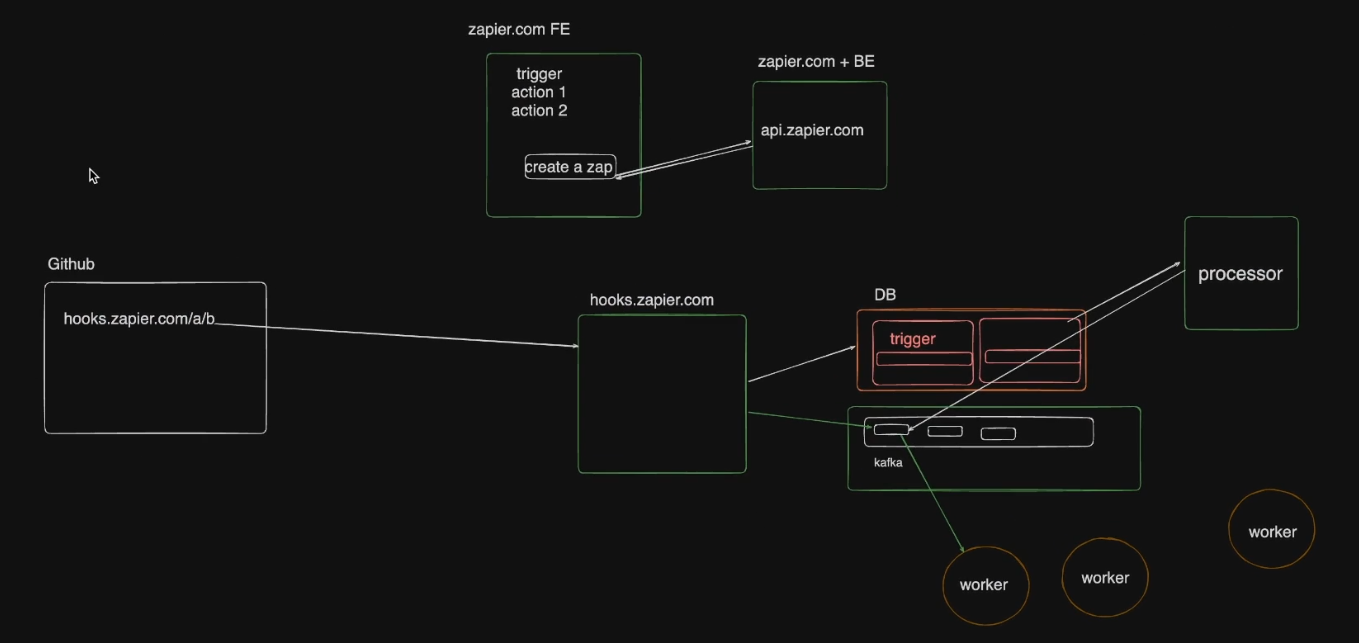 zapier.com FE
trigger
action 1
action 2
create a zap
zapier.com + BE
api.zapier.com
Github
hooks.zapier.com/a/b
hooks.zapier.com
DB
trigger
processor
kafka
worker
worker
worker